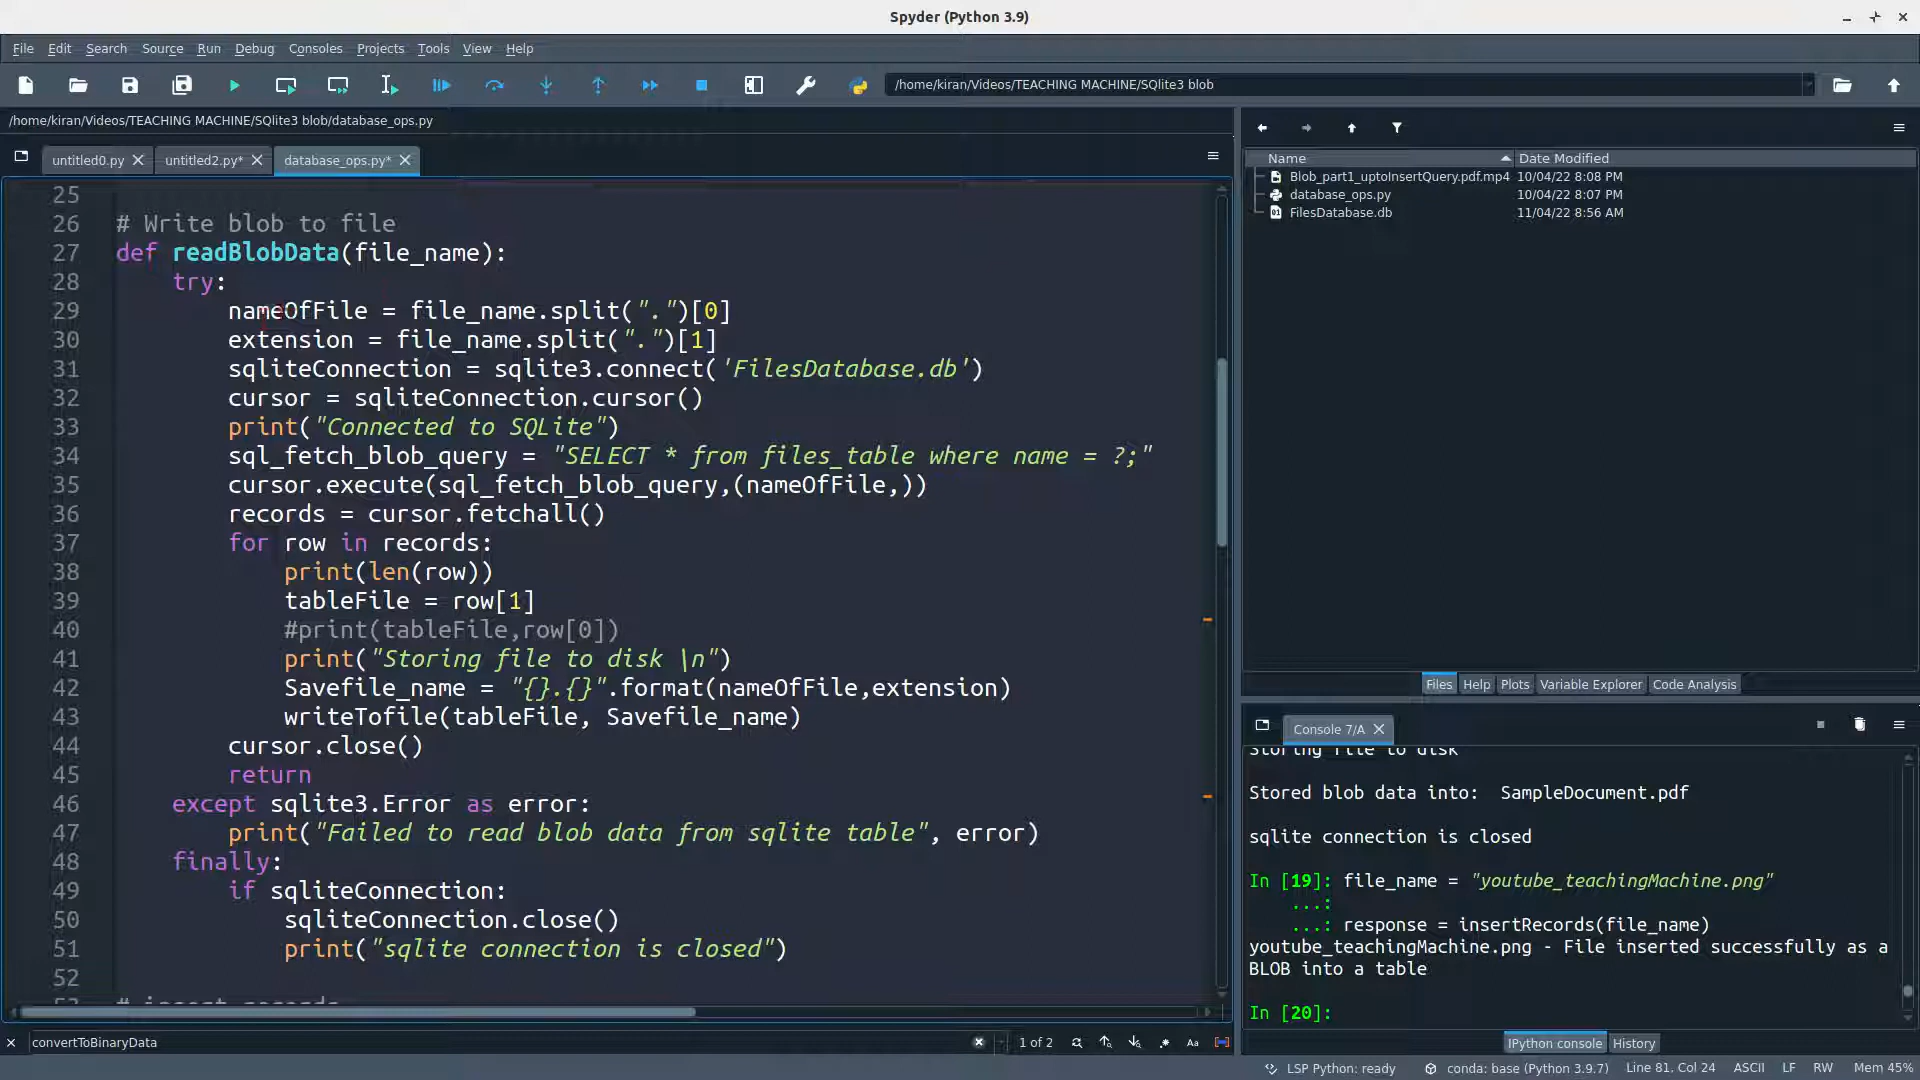 Spyder (Python 3.9)
File Edit Search Source Run Debug Consoles Projects Tools View Help
/home/kiran/Videos/TEACHING MACHINE/SQlite3 blob
/home/kiran/Videos/TEACHING MACHINE/SQlite3 blob/database_ops.py
untitled0.py untitled2.py* database_ops.py*
25
26 # Write blob to file
27 def readBlobData(file_name):
28 try:
29 nameOfFile = file_name.split(".")[0]
30 extension = file_name.split(".")[1]
31 sqliteConnection = sqlite3.connect('FilesDatabase.db')
32 cursor = sqliteConnection.cursor()
33 print("Connected to SQLite")
34 sql_fetch_blob_query = "SELECT * from files_table where name = ?;"
35 cursor.execute(sql_fetch_blob_query,(nameOfFile,))
36 records = cursor.fetchall()
37 for row in records:
38 print(len(row))
39 tableFile = row[1]
40 #print(tableFile,row[0])
41 print("Storing file to disk \n")
42 Savefile_name = "{}.{}".format(nameOfFile,extension)
43 writeTofile(tableFile, Savefile_name)
44 cursor.close()
45 return
46 except sqlite3.Error as error:
47 print("Failed to read blob data from sqlite table", error)
48 finally:
49 if sqliteConnection:
50 sqliteConnection.close()
51 print("sqlite connection is closed")
52
53 # insert records
convertToBinaryData 1 of 2 Aa
Name Date Modified
Blob_part1_uptoInsertQuery.pdf.mp4 10/04/22 8:08 PM
database_ops.py 10/04/22 8:07 PM
FilesDatabase.db 11/04/22 8:56 AM
Files Help Plots Variable Explorer Code Analysis
Console 7/A
Storing file to disk
Stored blob data into: SampleDocument.pdf
sqlite connection is closed
In [19]: file_name = "youtube_teachingMachine.png"
...:
...: response = insertRecords(file_name)
youtube_teachingMachine.png - File inserted successfully as a
BLOB into a table
In [20]:
IPython console History
LSP Python: ready conda: base (Python 3.9.7) Line 81, Col 24 ASCII LF RW Mem 45%